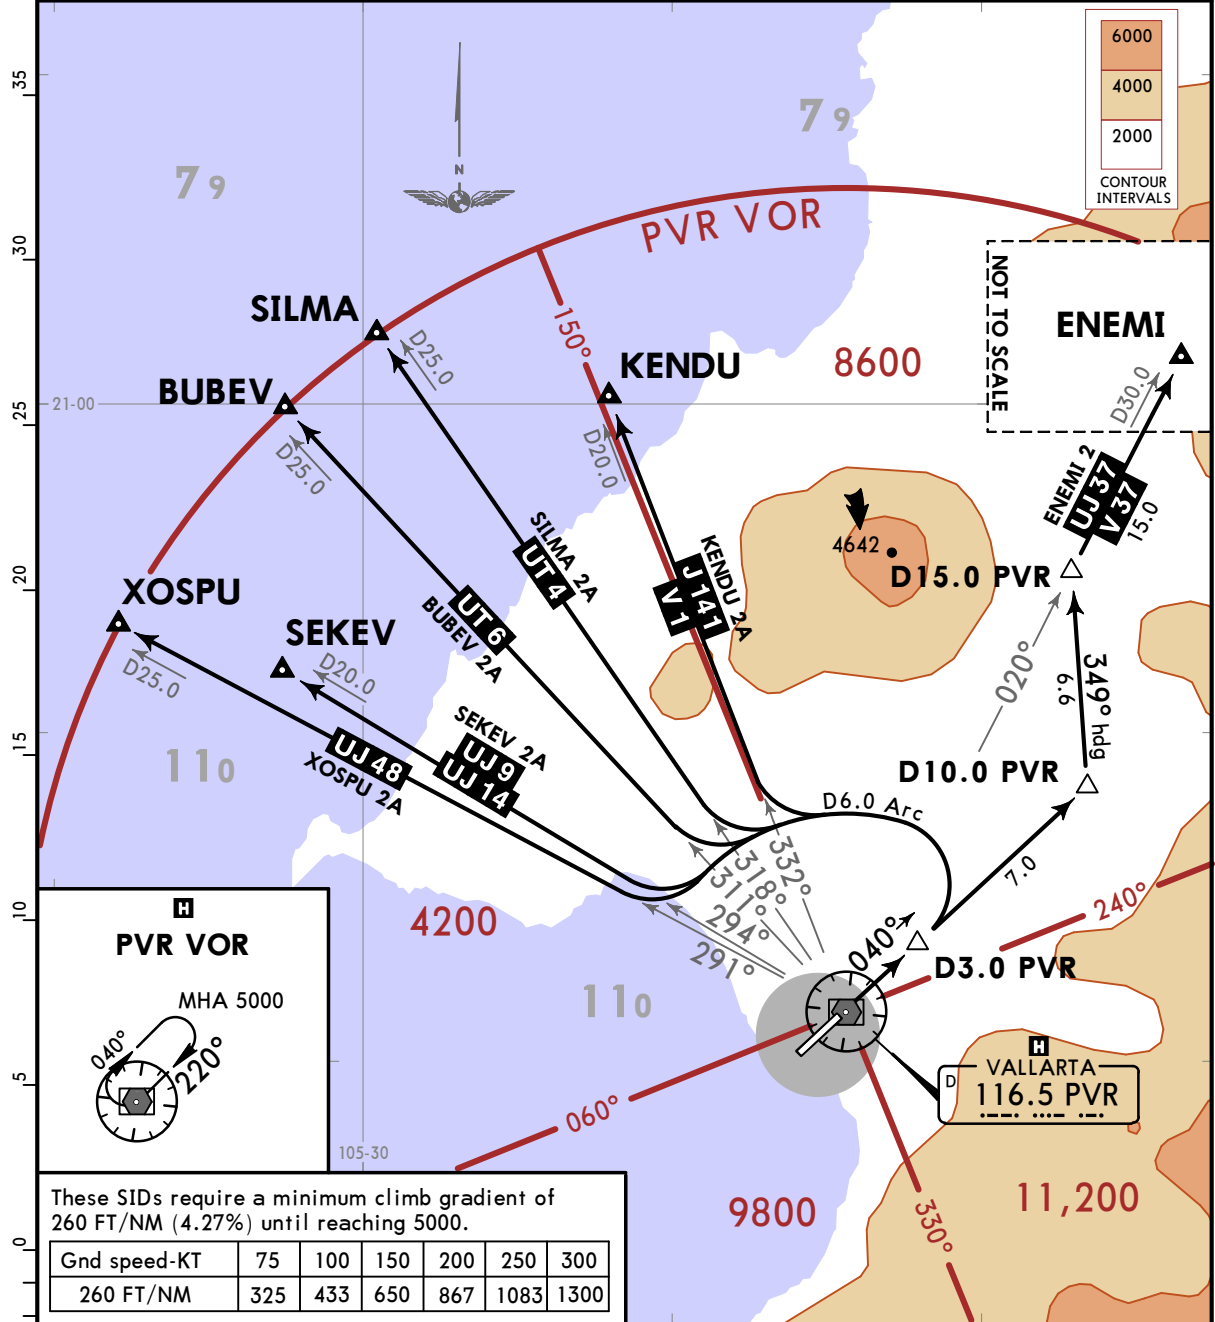 6000
4000
2000
CONTOUR
INTERVALS
35
30
25
20
15
10
5
0
79
79
N
PVR VOR
NOT TO SCALE
SILMA
D25.0
150°
ENEMI
KENDU
8600
BUBEV
21-00
D25.0
D20.0
D30.0
ENEMI 2
UJ 37
V 37
15.0
4642
D15.0 PVR
SILMA 2A
UT 4
KENDU 2A
J 141
V 1
XOSPU
D25.0
SEKEV
D20.0
UT 6
BUBEV 2A
020°
349° hdg
6.6
SEKEV 2A
UJ 9
UJ 14
UJ 48
XOSPU 2A
110
D10.0 PVR
D6.0 Arc
332°
318°
311°
294°
291°
7.0
240°
4200
040°
D3.0 PVR
H
PVR VOR
MHA 5000
040°
220°
110
H
VALLARTA
D
116.5 PVR
060°
105-30
330°
9800
11,200
These SIDs require a minimum climb gradient of
260 FT/NM (4.27%) until reaching 5000.
Gnd speed-KT 75 100 150 200 250 300
260 FT/NM 325 433 650 867 1083 1300